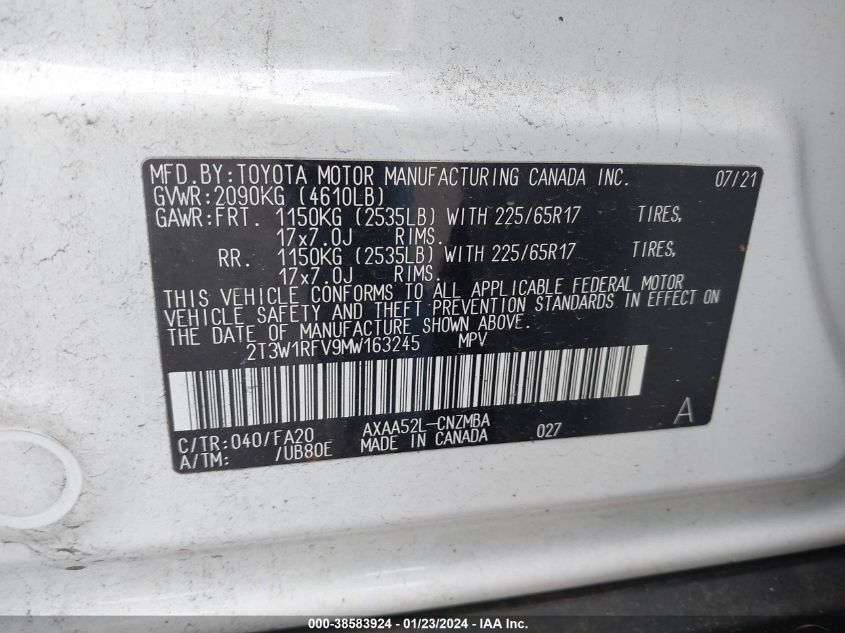 MFD.BY:TOYOTA MOTOR MANUFACTURING CANADA INC. 07/21
GVWR:2090KG (4610LB)
GAWR:FRT. 1150KG (2535LB) WITH 225/65R17 TIRES,
17x7.0J RIMS.
RR. 1150KG (2535LB) WITH 225/65R17 TIRES,
17x7.0J RIMS.
THIS VEHICLE CONFORMS TO ALL APPLICABLE FEDERAL MOTOR
VEHICLE SAFETY AND THEFT PREVENTION STANDARDS IN EFFECT ON
THE DATE OF MANUFACTURE SHOWN ABOVE.
2T3W1RFV9MW163245 MPV
C/TR:040/FA20 AXAA52L-CNZMBA 027 A
A/TM: /UB80E MADE IN CANADA
000-38583924 - 01/23/2024 - © IAA, Inc.